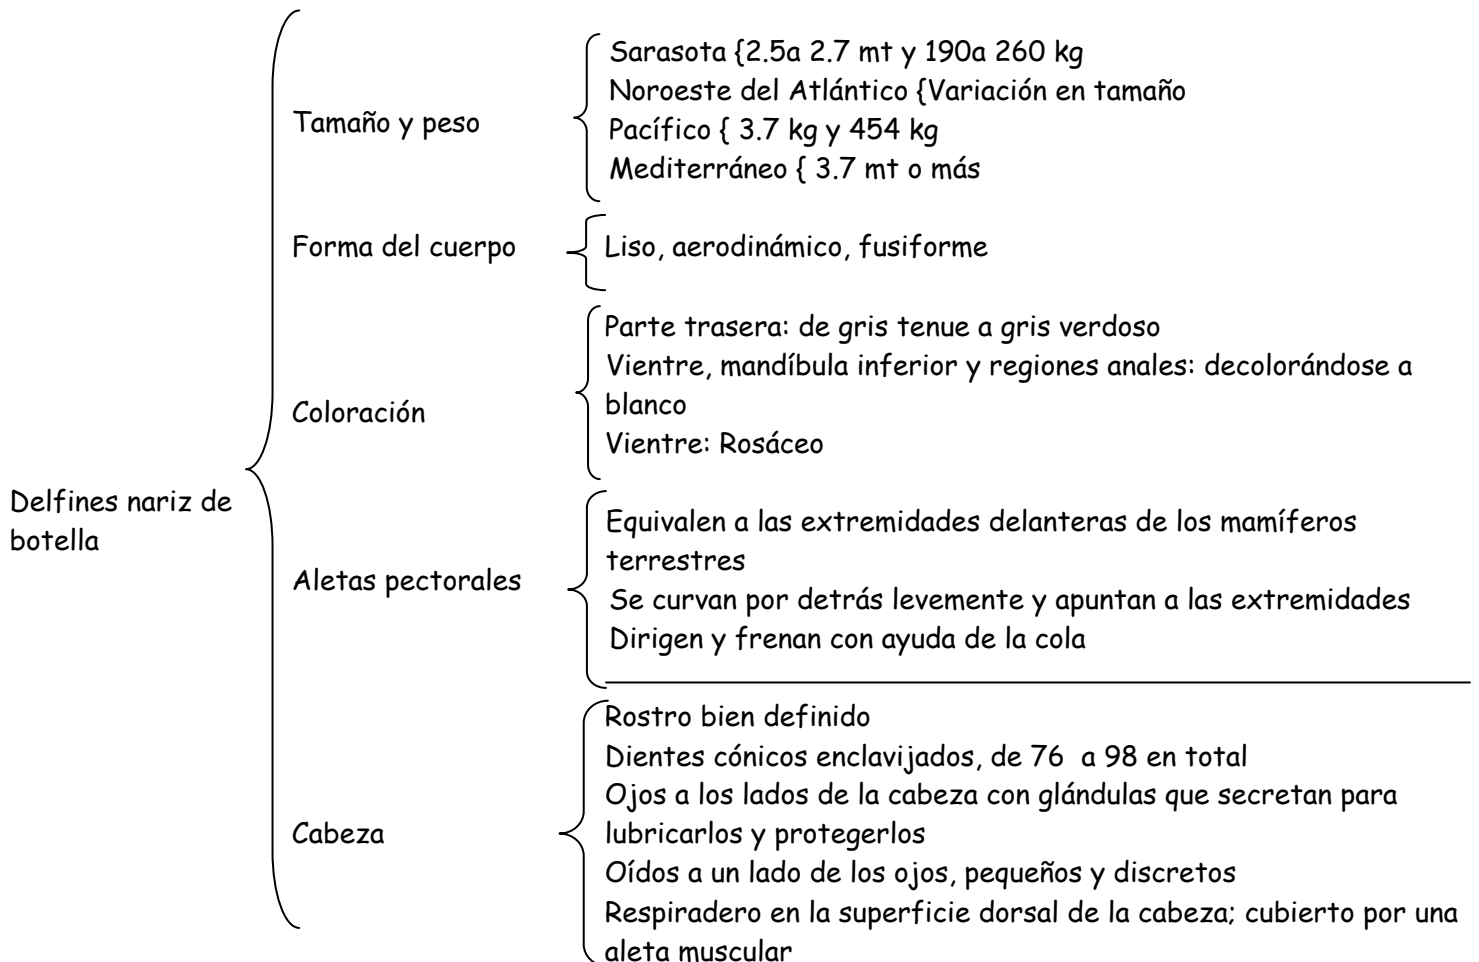 Delfines nariz de
botella
Tamaño y peso
Sarasota {2.5a 2.7 mt y 190a 260 kg
Noroeste del Atlántico {Variación en tamaño
Pacífico { 3.7 kg y 454 kg
Mediterráneo { 3.7 mt o más
Forma del cuerpo
Liso, aerodinámico, fusiforme
Coloración
Parte trasera: de gris tenue a gris verdoso
Vientre, mandíbula inferior y regiones anales: decolorándose a
blanco
Vientre: Rosáceo
Aletas pectorales
Equivalen a las extremidades delanteras de los mamíferos
terrestres
Se curvan por detrás levemente y apuntan a las extremidades
Dirigen y frenan con ayuda de la cola
Cabeza
Rostro bien definido
Dientes cónicos enclavijados, de 76 a 98 en total
Ojos a los lados de la cabeza con glándulas que secretan para
lubricarlos y protegerlos
Oídos a un lado de los ojos, pequeños y discretos
Respiradero en la superficie dorsal de la cabeza; cubierto por una
aleta muscular